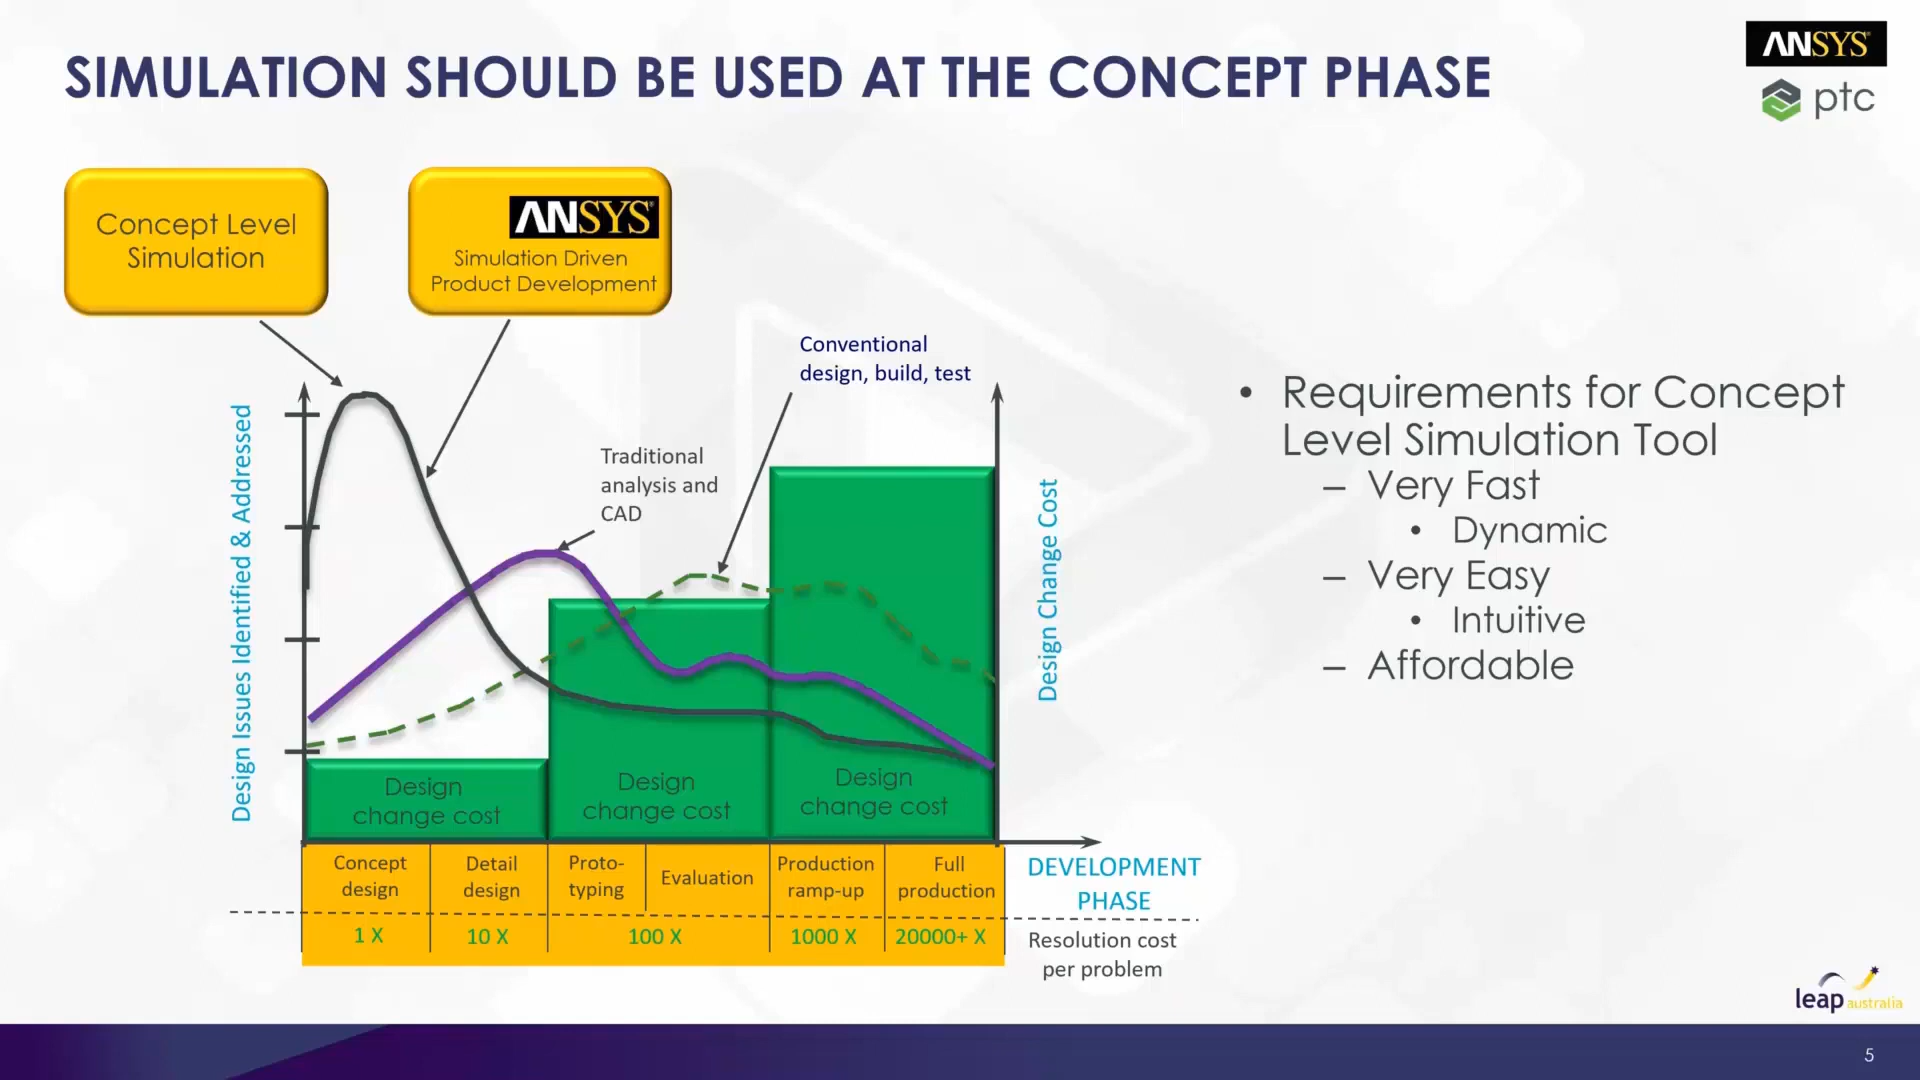 SIMULATION SHOULD BE USED AT THE CONCEPT PHASE
ANSYS
ptc
Concept Level
Simulation
ANSYS
Simulation Driven
Product Development
Conventional
design, build, test
Traditional
analysis and
CAD
Design Issues Identified & Addressed
Design Change Cost
Design
change cost
Design
change cost
Design
change cost
Concept
design
Detail
design
Proto-
typing
Evaluation
Production
ramp-up
Full
production
DEVELOPMENT
PHASE
1 X
10 X
100 X
1000 X
20000+ X
Resolution cost
per problem
• Requirements for Concept
Level Simulation Tool
– Very Fast
• Dynamic
– Very Easy
• Intuitive
– Affordable
leap australia
5